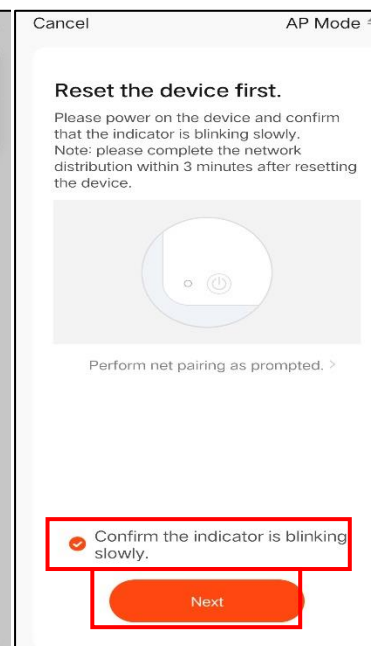 Cancel AP Mode
Reset the device first.
Please power on the device and confirm
that the indicator is blinking slowly.
Note: please complete the network
distribution within 3 minutes after resetting
the device.
Perform net pairing as prompted. >
Confirm the indicator is blinking
slowly.
Next